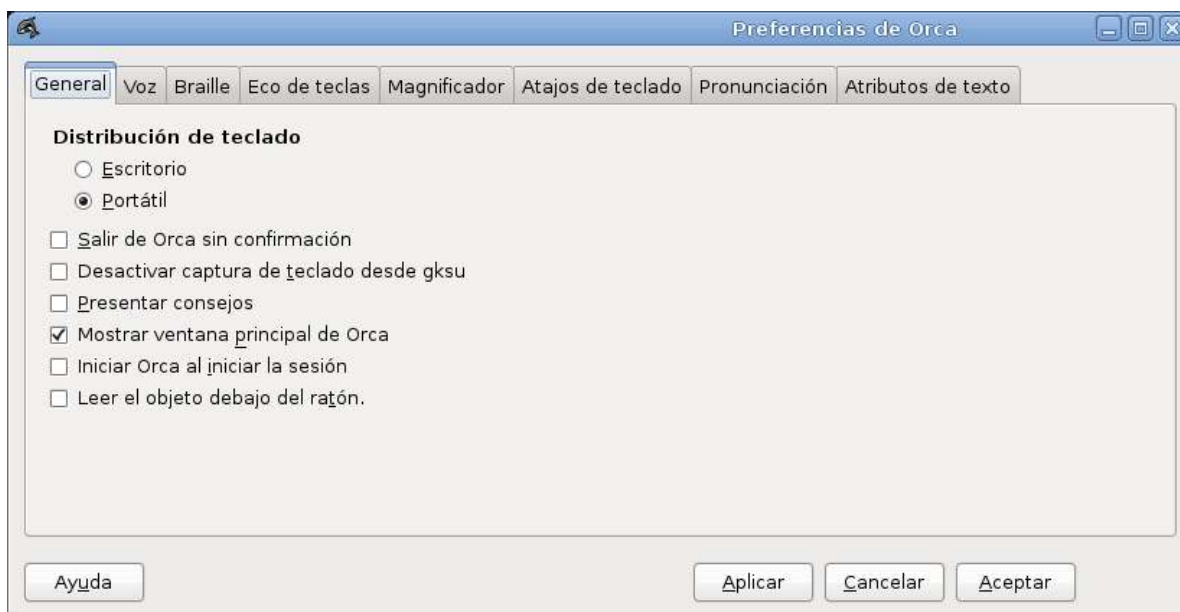 Preferencias de Orca
General Voz Braille Eco de teclas Magnificador Atajos de teclado Pronunciación Atributos de texto
Distribución de teclado
Escritorio
Portátil
Salir de Orca sin confirmación
Desactivar captura de teclado desde gksu
Presentar consejos
Mostrar ventana principal de Orca
Iniciar Orca al iniciar la sesión
Leer el objeto debajo del ratón.
Ayuda Aplicar Cancelar Aceptar